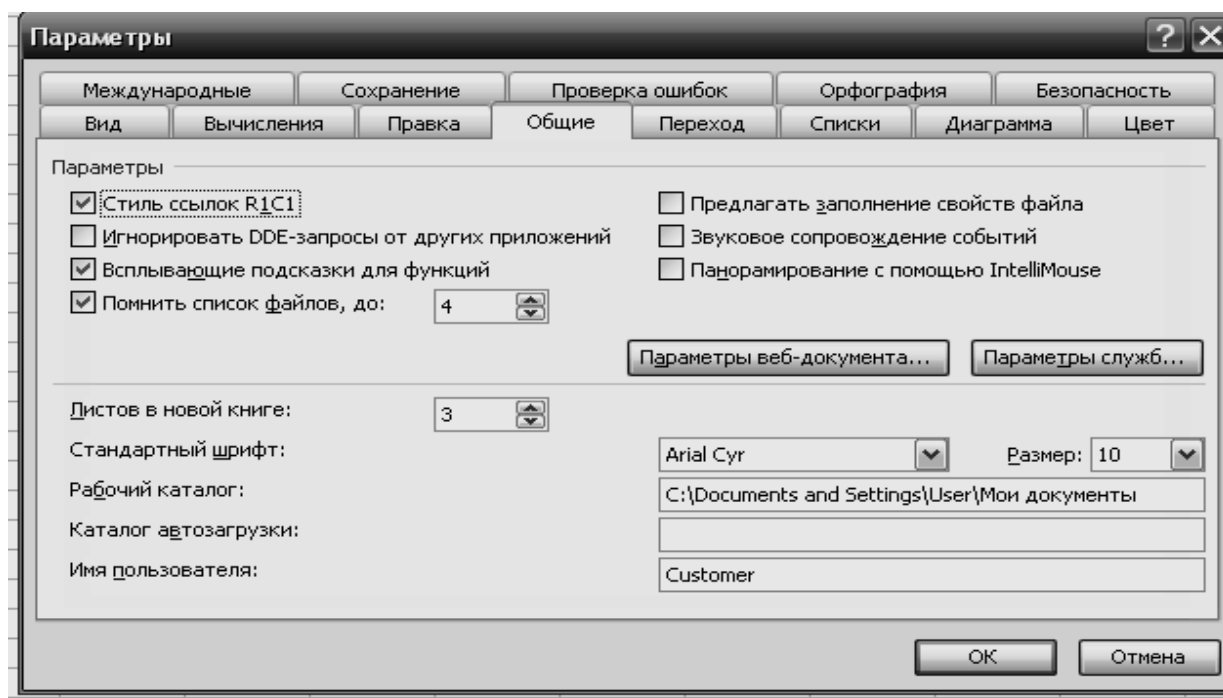 Параметры
Международные Сохранение Проверка ошибок Орфография Безопасность
Вид Вычисления Правка Общие Переход Списки Диаграмма Цвет
Параметры
Стиль ссылок R1C1 Предлагать заполнение свойств файла
Игнорировать DDE-запросы от других приложений Звуковое сопровождение событий
Всплывающие подсказки для функций Панорамирование с помощью IntelliMouse
Помнить список файлов, до: 4
Параметры веб-документа... Параметры служб...
Листов в новой книге: 3
Стандартный шрифт: Arial Cyr Размер: 10
Рабочий каталог: C:\Documents and Settings\User\Мои документы
Каталог автозагрузки:
Имя пользователя: Customer
ОК Отмена